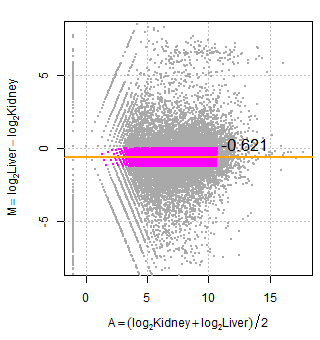 5
0
-5
M = log2Liver − log2Kidney
-0.621
0 5 10 15
A = (log2Kidney + log2Liver)/2